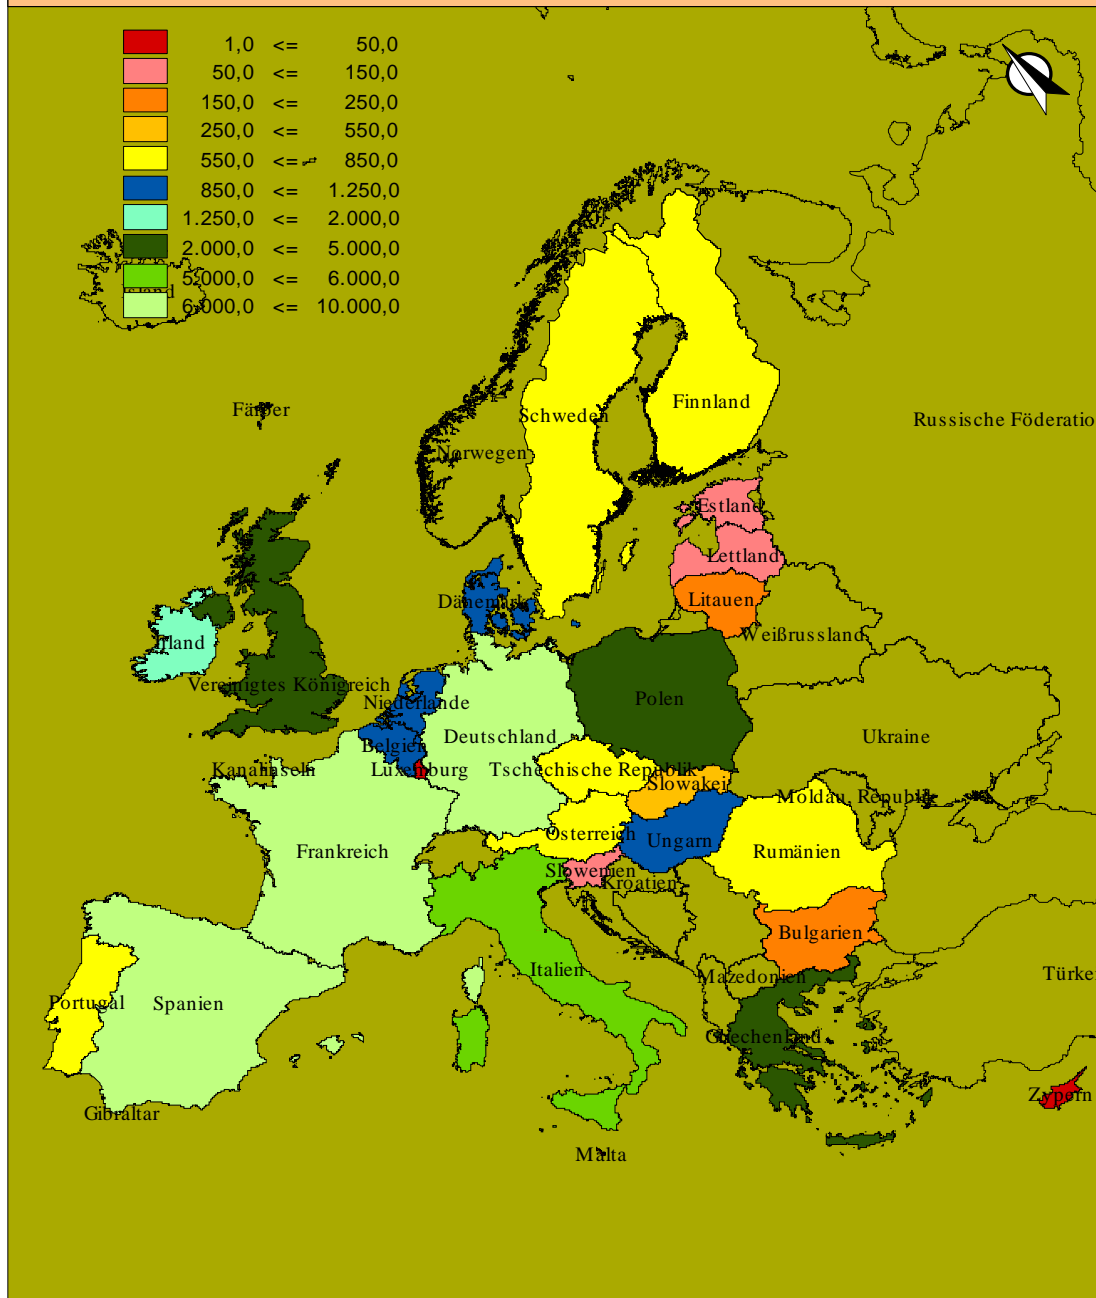 1,0 <= 50,0
50,0 <= 150,0
150,0 <= 250,0
250,0 <= 550,0
550,0 <= 850,0
850,0 <= 1.250,0
1.250,0 <= 2.000,0
2.000,0 <= 5.000,0
5.000,0 <= 6.000,0
6.000,0 <= 10.000,0
Färöer
Schweden
Finnland
Russische Föderatio
Norwegen
Estland
Lettland
Dänemark
Litauen
Weißrussland
Irland
Vereinigtes Königreich
Niederlande
Polen
Deutschland
Ukraine
Belgien
Kanalinseln
Luxemburg
Tschechische Republik
Slowakei
Moldau, Republik
Österreich
Ungarn
Frankreich
Rumänien
Slowenien
Kroatien
Bulgarien
Italien
Mazedonien
Türke
Portugal
Spanien
Griechenland
Zypern
Gibraltar
Malta